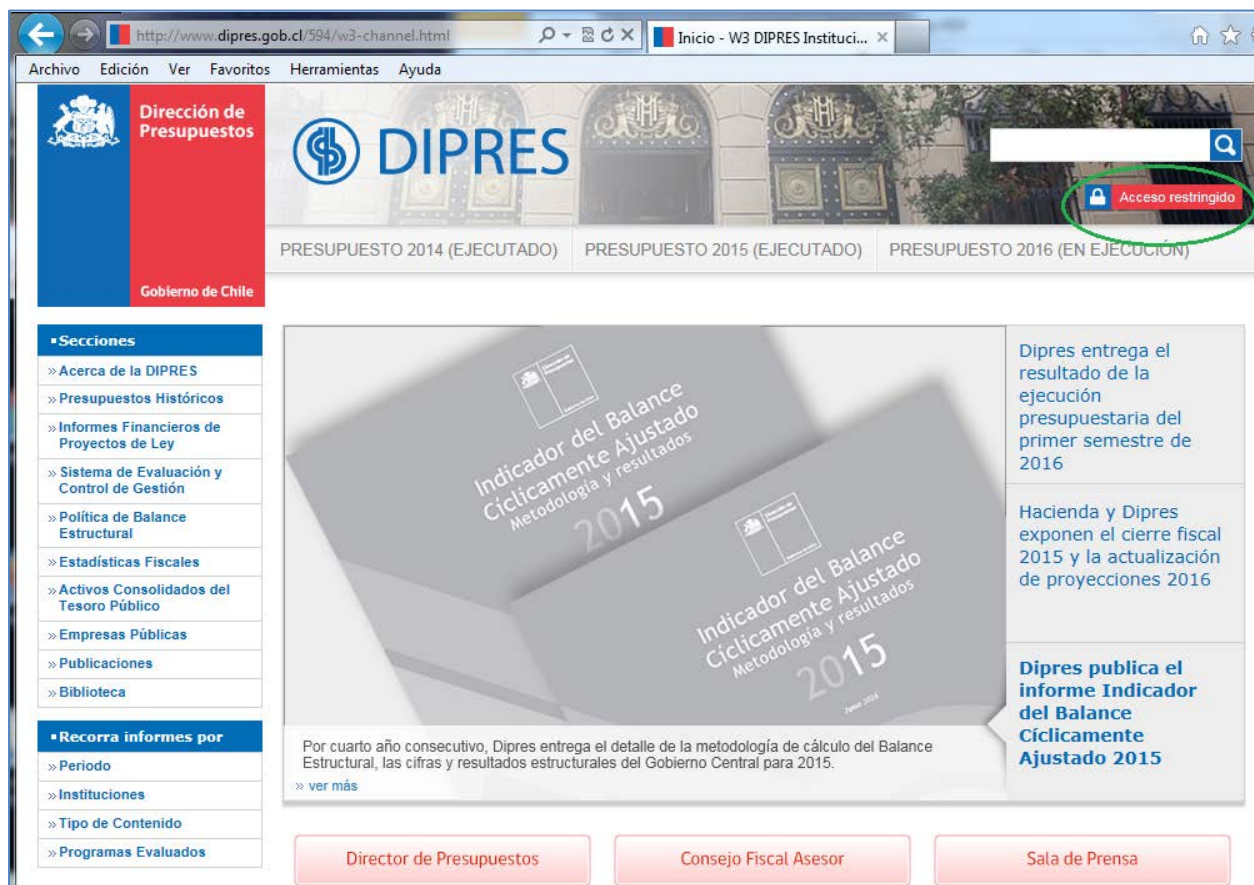 http://www.dipres.gob.cl/594/w3-channel.html
Inicio - W3 DIPRES Instituci...
Archivo Edición Ver Favoritos Herramientas Ayuda
Dirección de
Presupuestos
Gobierno de Chile
DIPRES
Acceso restringido
PRESUPUESTO 2014 (EJECUTADO) PRESUPUESTO 2015 (EJECUTADO) PRESUPUESTO 2016 (EN EJECUCIÓN)
Secciones
» Acerca de la DIPRES
» Presupuestos Históricos
» Informes Financieros de
Proyectos de Ley
» Sistema de Evaluación y
Control de Gestión
» Política de Balance
Estructural
» Estadísticas Fiscales
» Activos Consolidados del
Tesoro Público
» Empresas Públicas
» Publicaciones
» Biblioteca
Recorra informes por
» Periodo
» Instituciones
» Tipo de Contenido
» Programas Evaluados
Indicador del Balance
Cíclicamente Ajustado
Metodología y resultados
2015
Indicador del Balance
Cíclicamente Ajustado
Metodología y resultados
2015
Por cuarto año consecutivo, Dipres entrega el detalle de la metodología de cálculo del Balance
Estructural, las cifras y resultados estructurales del Gobierno Central para 2015.
» ver más
Dipres entrega el
resultado de la
ejecución
presupuestaria del
primer semestre de
2016
Hacienda y Dipres
exponen el cierre fiscal
2015 y la actualización
de proyecciones 2016
Dipres publica el
informe Indicador
del Balance
Cíclicamente
Ajustado 2015
Director de Presupuestos Consejo Fiscal Asesor Sala de Prensa